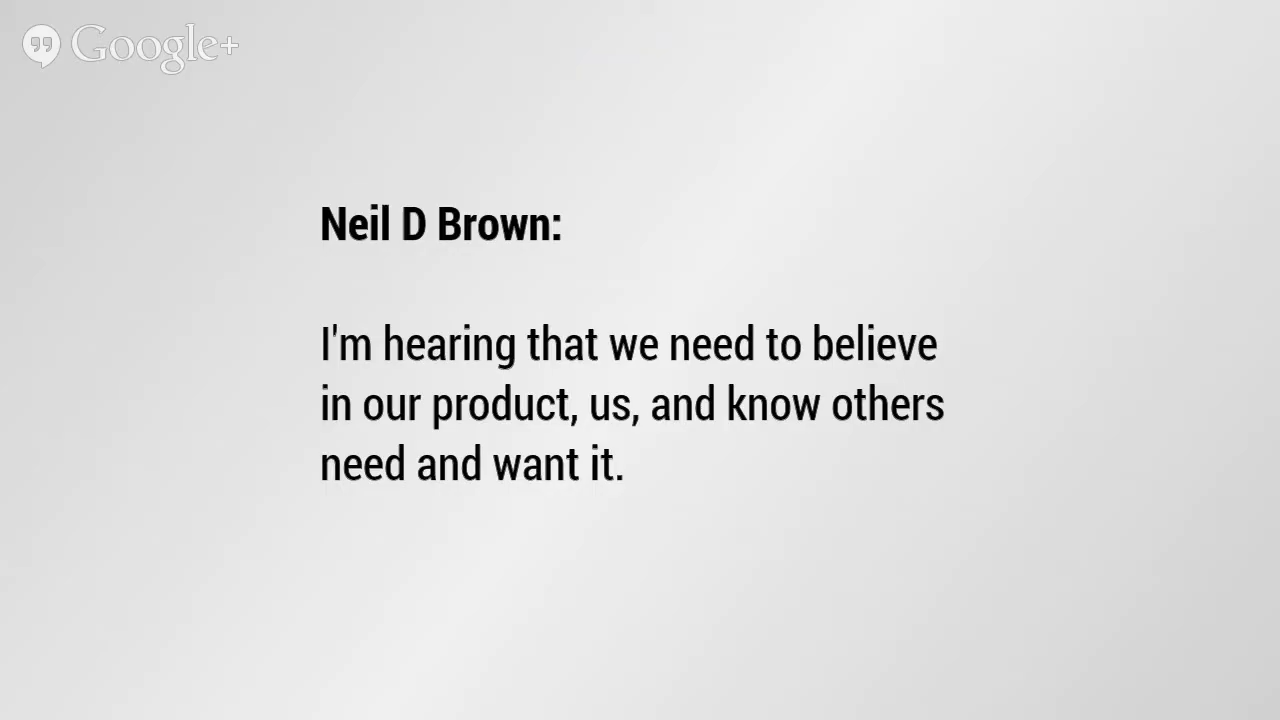 Google+
Neil D Brown:
I'm hearing that we need to believe
in our product, us, and know others
need and want it.